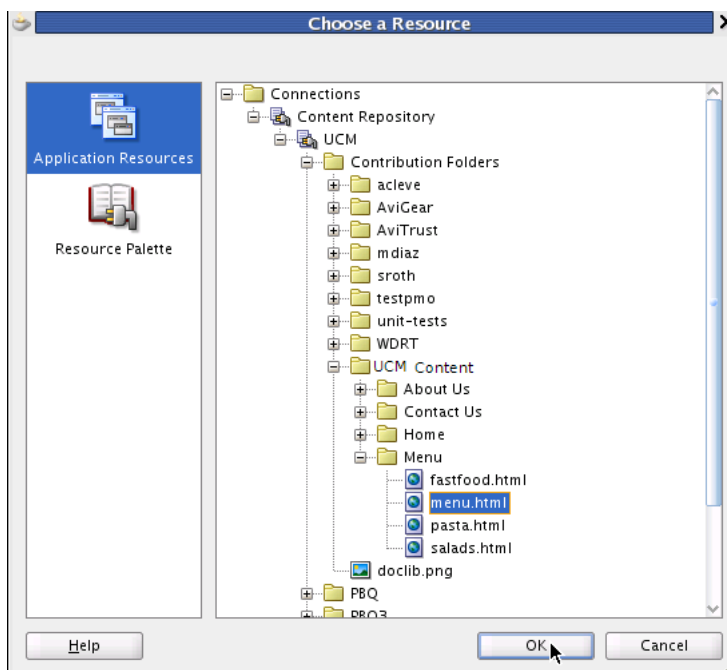 Choose a Resource
Application Resources
Resource Palette
Connections
Content Repository
UCM
Contribution Folders
acleve
AviGear
AviTrust
mdiaz
sroth
testpmo
unit-tests
WDRT
UCM Content
About Us
Contact Us
Home
Menu
fastfood.html
menu.html
pasta.html
salads.html
doclib.png
PBQ
PBQ3
Help
OK
Cancel